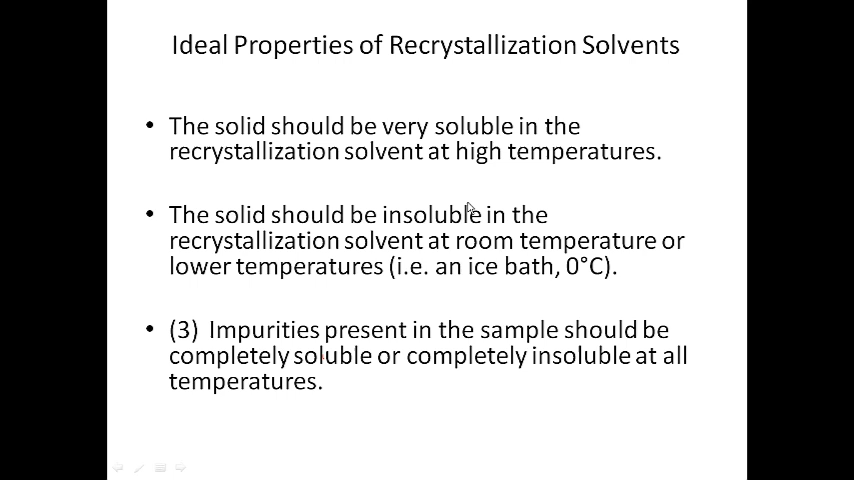 Ideal Properties of Recrystallization Solvents
• The solid should be very soluble in the
recrystallization solvent at high temperatures.
• The solid should be insoluble in the
recrystallization solvent at room temperature or
lower temperatures (i.e. an ice bath, 0°C).
• (3) Impurities present in the sample should be
completely soluble or completely insoluble at all
temperatures.